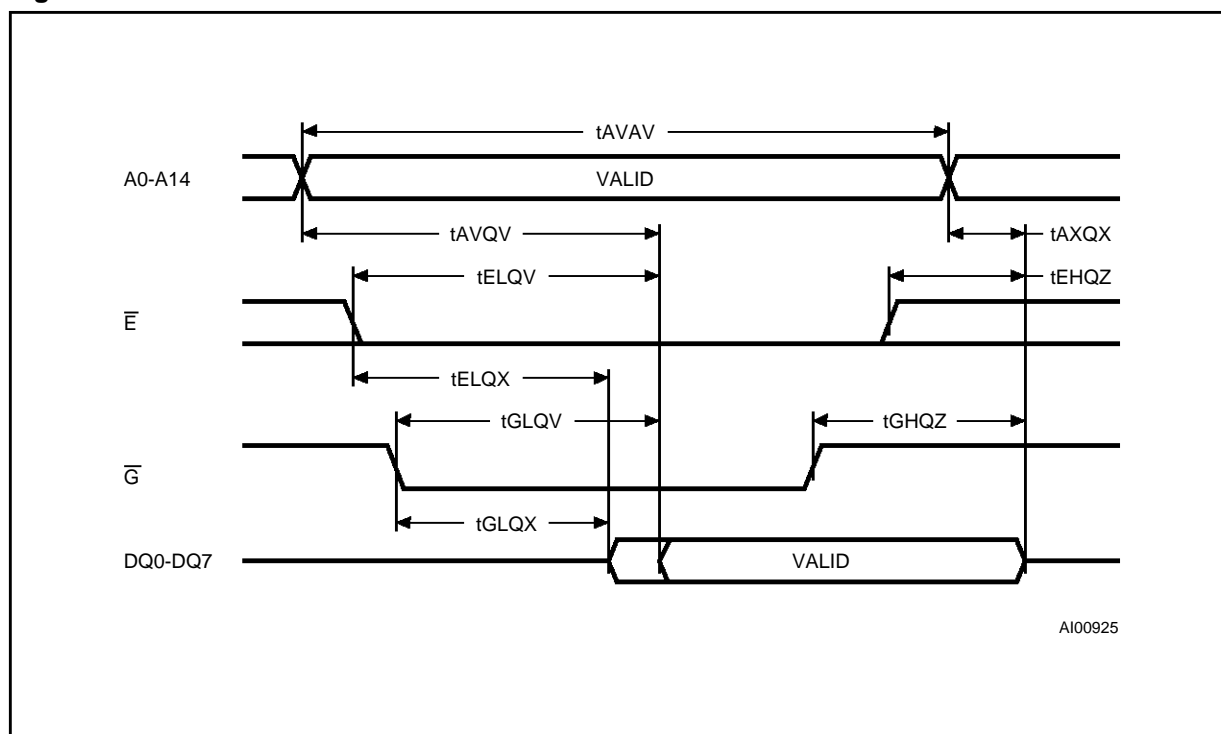 tAVAV
A0-A14
VALID
tAVQV
tAXQX
tELQV
tEHQZ
E̅
tELQX
tGLQV
tGHQZ
G̅
tGLQX
DQ0-DQ7
VALID
AI00925